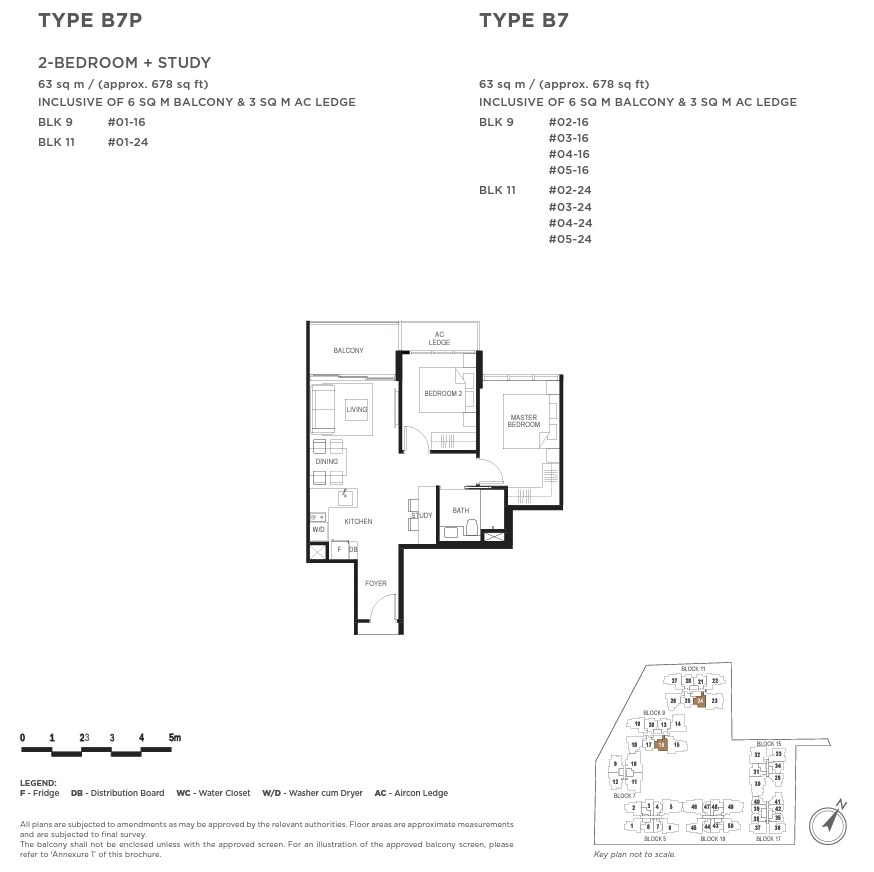 TYPE B7P
2-BEDROOM + STUDY
63 sq m / (approx. 678 sq ft)
INCLUSIVE OF 6 SQ M BALCONY & 3 SQ M AC LEDGE
BLK 9 #01-16
BLK 11 #01-24
TYPE B7
63 sq m / (approx. 678 sq ft)
INCLUSIVE OF 6 SQ M BALCONY & 3 SQ M AC LEDGE
BLK 9 #02-16
#03-16
#04-16
#05-16
BLK 11 #02-24
#03-24
#04-24
#05-24
AC
LEDGE
BALCONY
BEDROOM 2
LIVING
MASTER
BEDROOM
DINING
BATH
STUDY
KITCHEN
W/D
F DB
FOYER
BLOCK 11
27 28 21 22
26 25 24 23
BLOCK 9
19 20 13 14
18 17 16 15
9 10
12 11
BLOCK 7
BLOCK 15
32 33
31 34
30 29
2 3 4 5
1 8 7 6
BLOCK 5
46 47 48 49
45 44 43 50
BLOCK 19
40 41
39 42
38 35
37 36
BLOCK 17
N
Key plan not to scale.
0 1 23 3 4 5m
LEGEND:
F - Fridge DB - Distribution Board WC - Water Closet W/D - Washer cum Dryer AC - Aircon Ledge
All plans are subjected to amendments as may be approved by the relevant authorities. Floor areas are approximate measurements
and are subjected to final survey.
The balcony shall not be enclosed unless with the approved screen. For an illustration of the approved balcony screen, please
refer to 'Annexure 1' of this brochure.